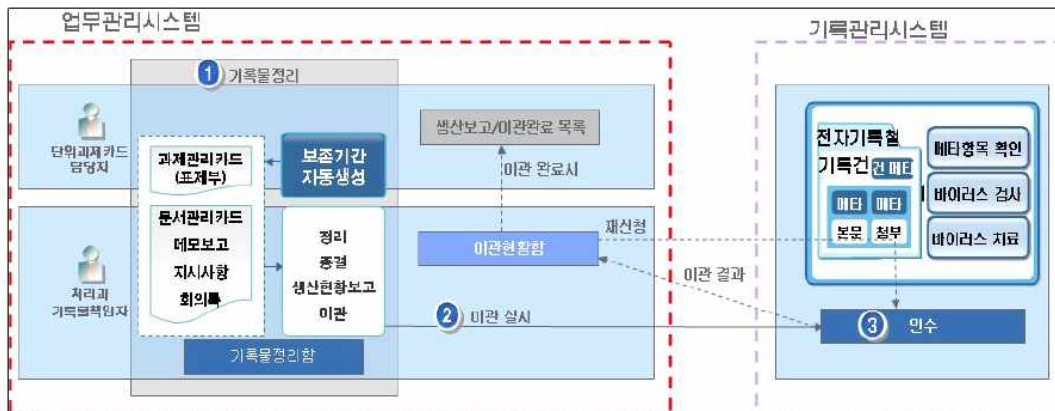 업무관리시스템
기록관리시스템
1 기록물정리
단위과제카드
담당자
과제관리카드
(표제부)
보존기간
자동생성
생산보고/이관완료 목록
이관 완료시
처리과
기록물책임자
문서관리카드
메모보고
지시사항
회의록
정리
종결
생산현황보고
이관
이관현황함
재신청
이관 결과
2 이관 실시
기록물정리함
전자기록철
기록건
건 메타
메타 메타
본문 첨부
메타항목 확인
바이러스 검사
바이러스 치료
3 인수